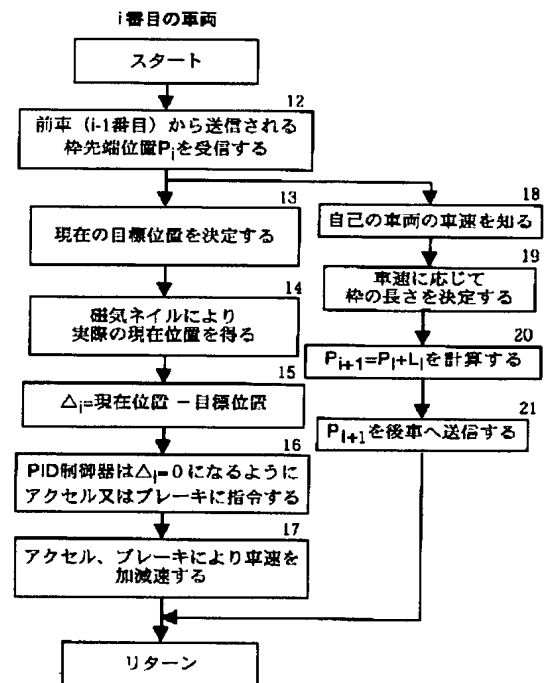 i番目の車両
スタート
12
前車（i-1番目）から送信される
枠先端位置Piを受信する
13
現在の目標位置を決定する
14
磁気ネイルにより
実際の現在位置を得る
15
△i=現在位置 − 目標位置
16
PID制御器は△i=0になるように
アクセル又はブレーキに指令する
17
アクセル、ブレーキにより車速を
加減速する
18
自己の車両の車速を知る
19
車速に応じて
枠の長さを決定する
20
Pi+1=Pi+Liを計算する
21
Pi+1を後車へ送信する
リターン